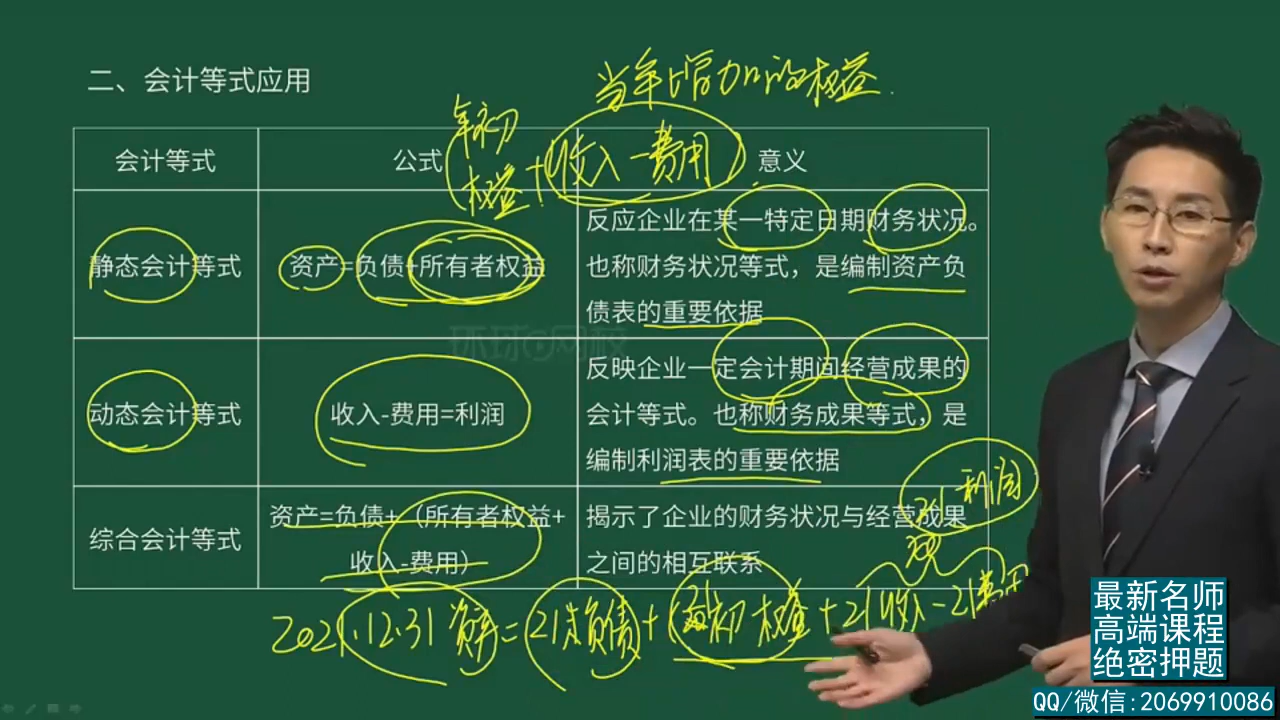 二、会计等式应用
当年增加的权益
年初
权益+(收入-费用)
会计等式
公式
意义
静态会计等式
资产=负债+所有者权益
反应企业在某一特定日期财务状况。
也称财务状况等式，是编制资产负
债表的重要依据
环球网校
动态会计等式
收入-费用=利润
反映企业一定会计期间经营成果的
会计等式。也称财务成果等式，是
编制利润表的重要依据
综合会计等式
资产=负债+（所有者权益+
收入-费用）
揭示了企业的财务状况与经营成果
之间的相互联系
21利润
2021.12.31资产=21末负债+初权益+21收入-21费用
最新名师
高端课程
绝密押题
QQ/微信:2069910086